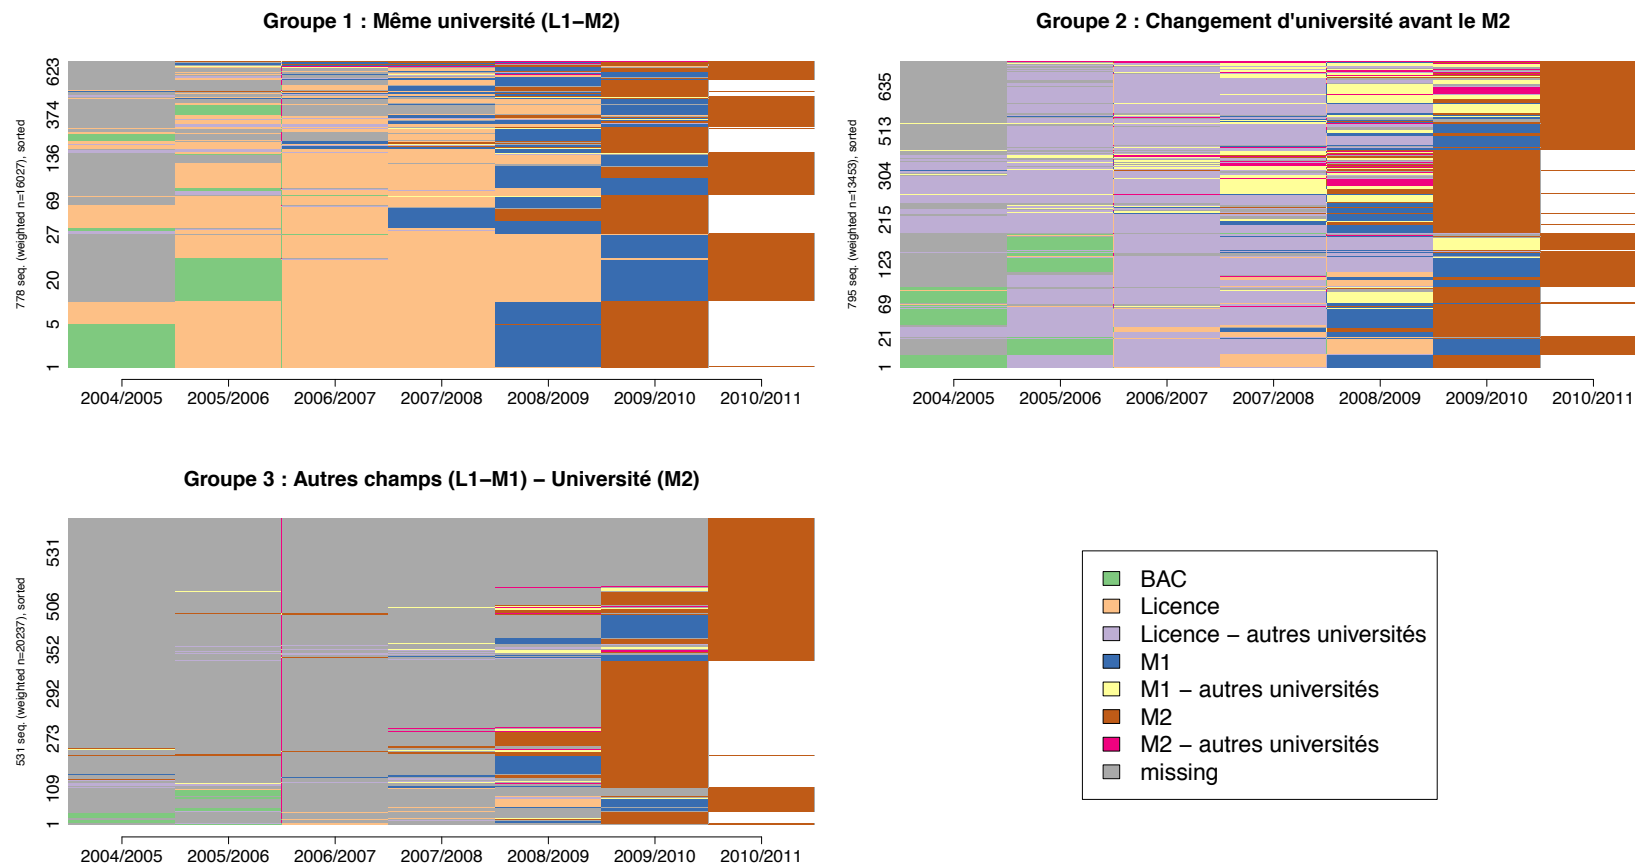 Groupe 1 : Même université (L1–M2)
778 seq. (weighted n=16027), sorted
623
374
136
69
27
20
5
1
2004/2005 2005/2006 2006/2007 2007/2008 2008/2009 2009/2010 2010/2011
Groupe 2 : Changement d'université avant le M2
795 seq. (weighted n=13453), sorted
635
513
304
215
123
69
21
1
2004/2005 2005/2006 2006/2007 2007/2008 2008/2009 2009/2010 2010/2011
Groupe 3 : Autres champs (L1–M1) – Université (M2)
531 seq. (weighted n=20237), sorted
531
506
352
292
273
109
1
2004/2005 2005/2006 2006/2007 2007/2008 2008/2009 2009/2010 2010/2011
BAC
Licence
Licence – autres universités
M1
M1 – autres universités
M2
M2 – autres universités
missing